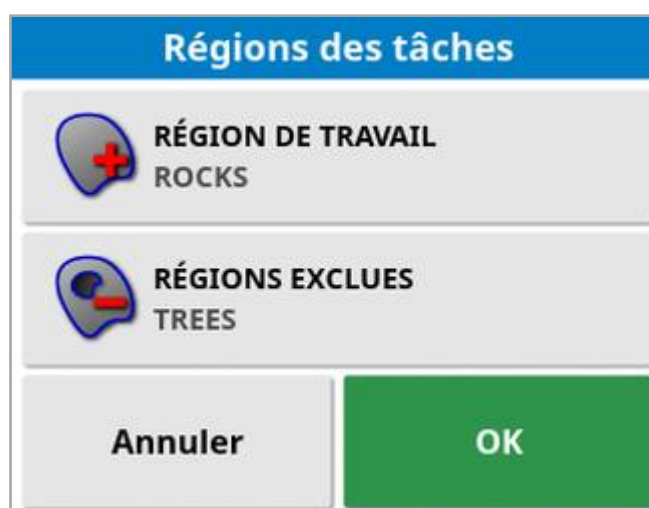 Régions des tâches
RÉGION DE TRAVAIL
ROCKS
RÉGIONS EXCLUES
TREES
Annuler
OK